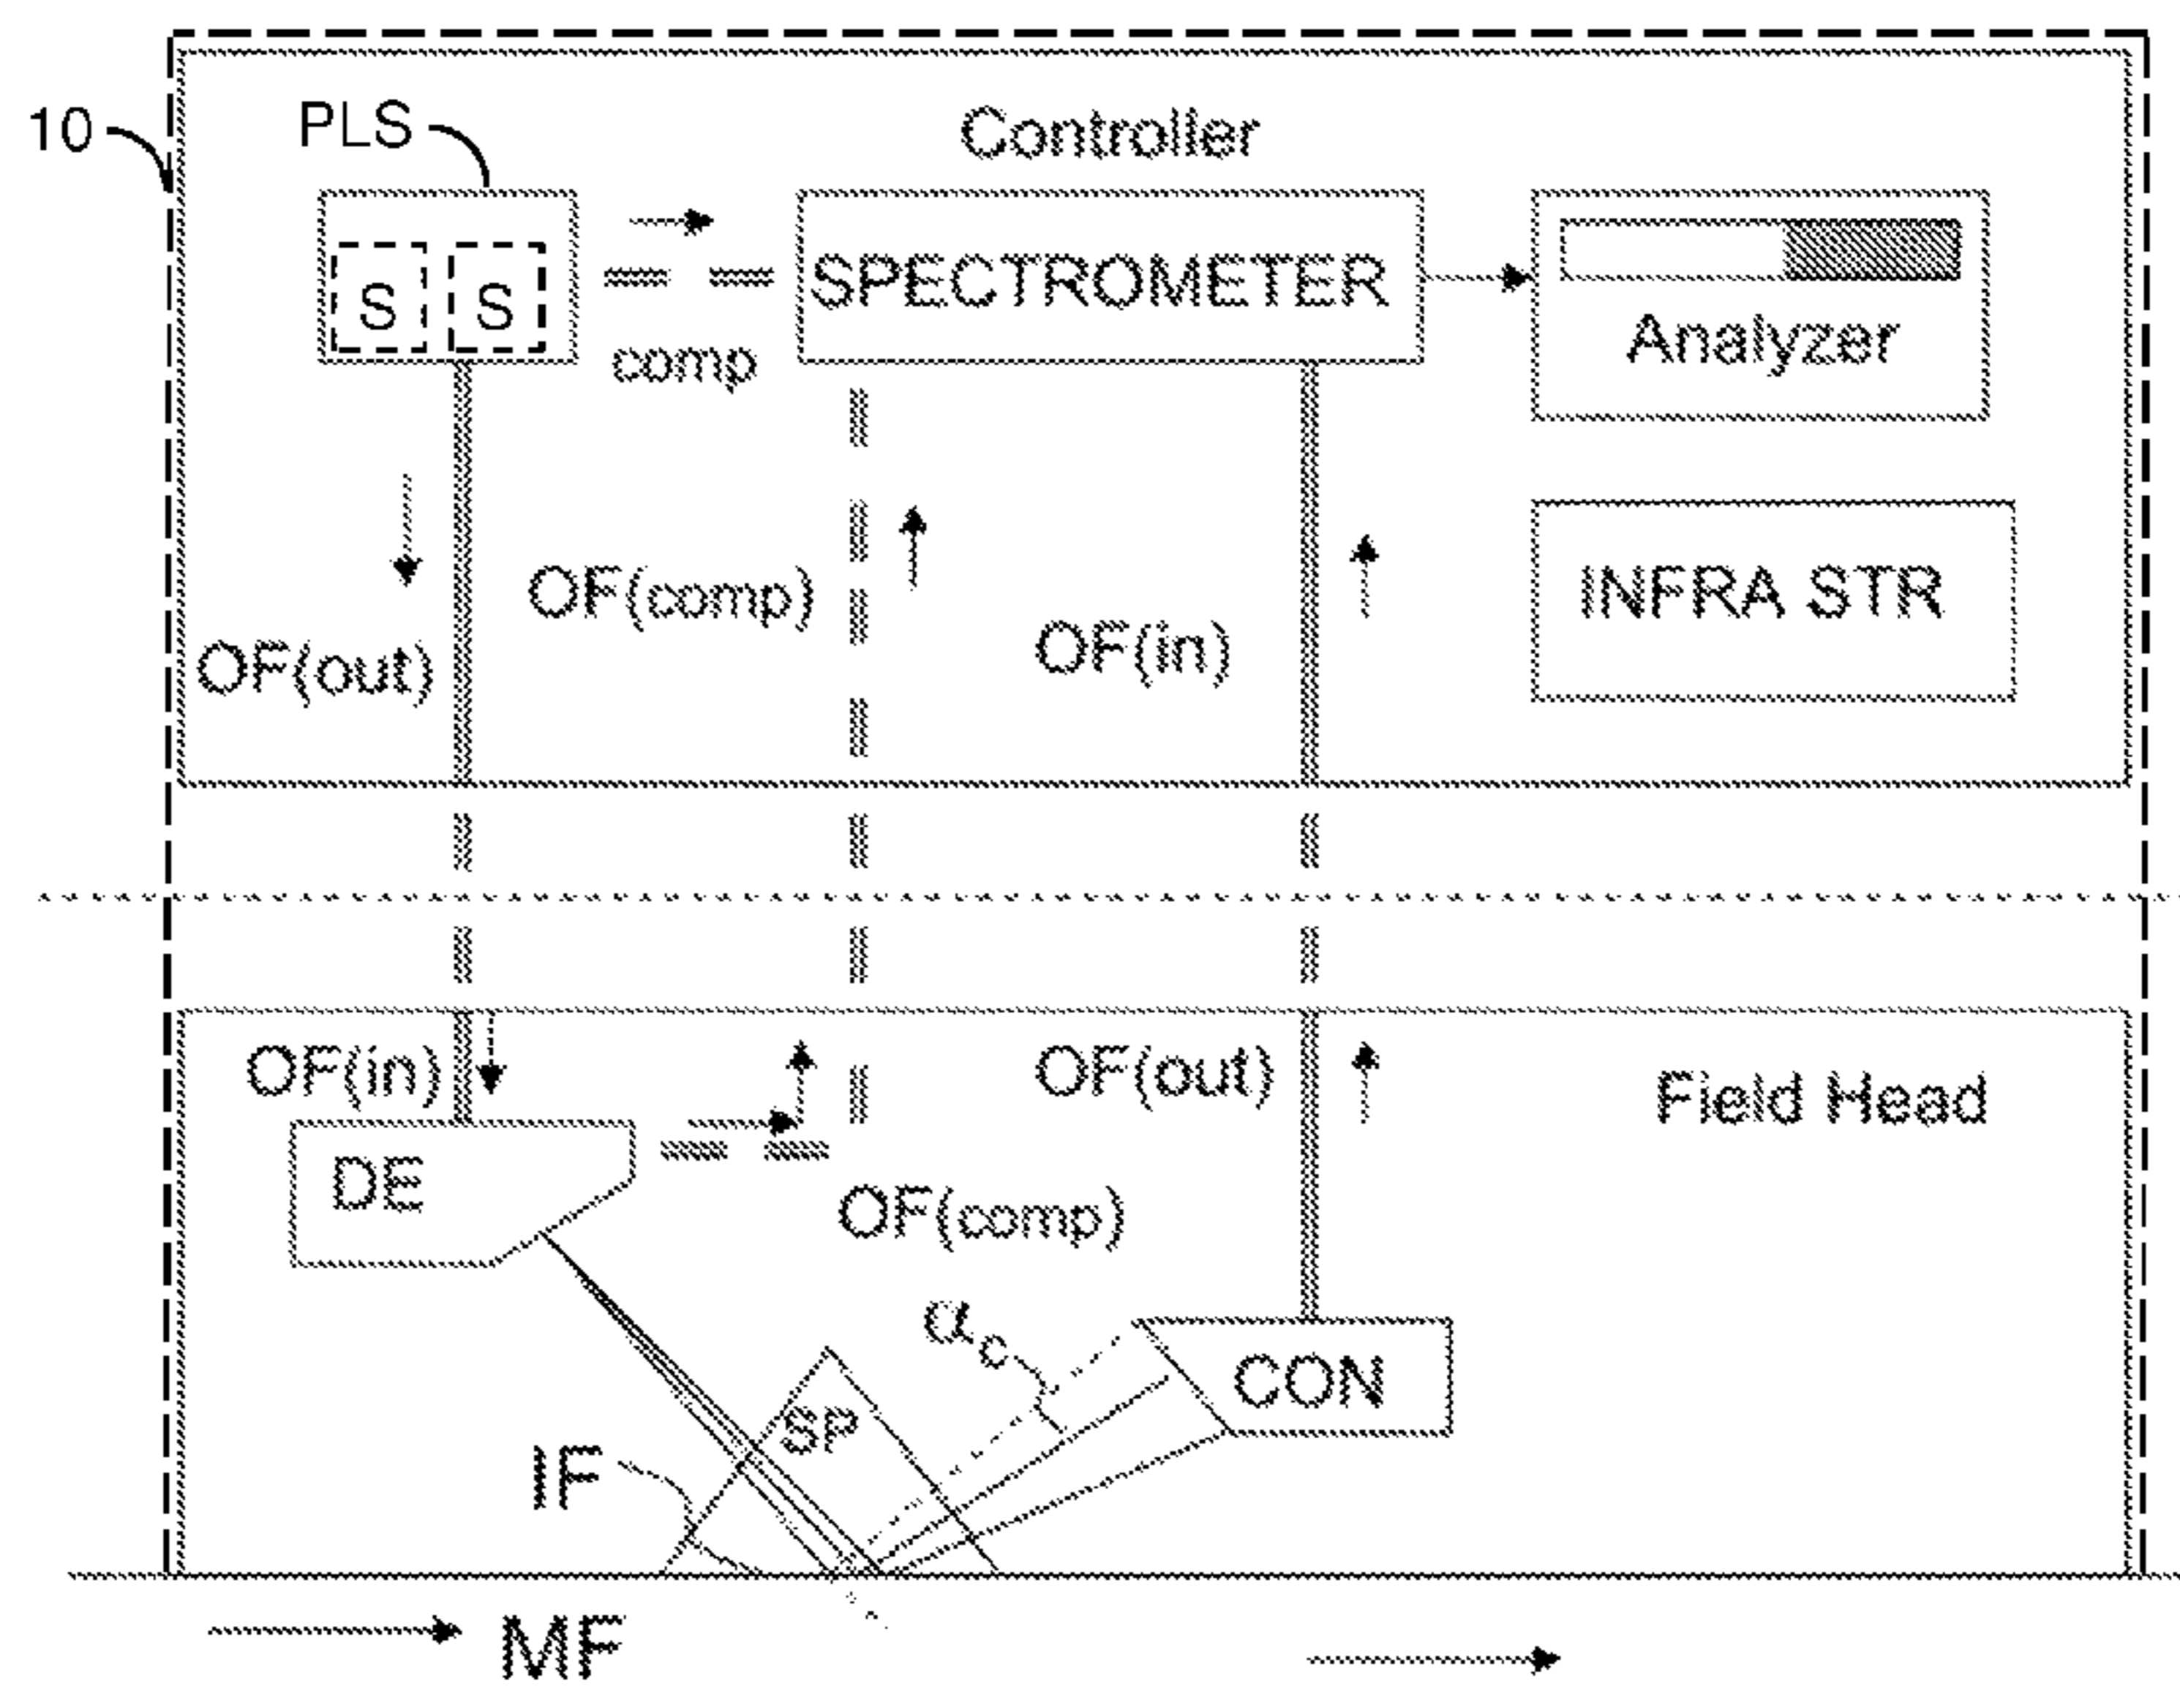 10
PLS
Controller
S S
SPECTROMETER
comp
Analyzer
OF(out)
OF(comp)
OF(in)
INFRA STR
OF(in)
OF(out)
Field Head
DE
OF(comp)
αc
CON
SP
IF
MF